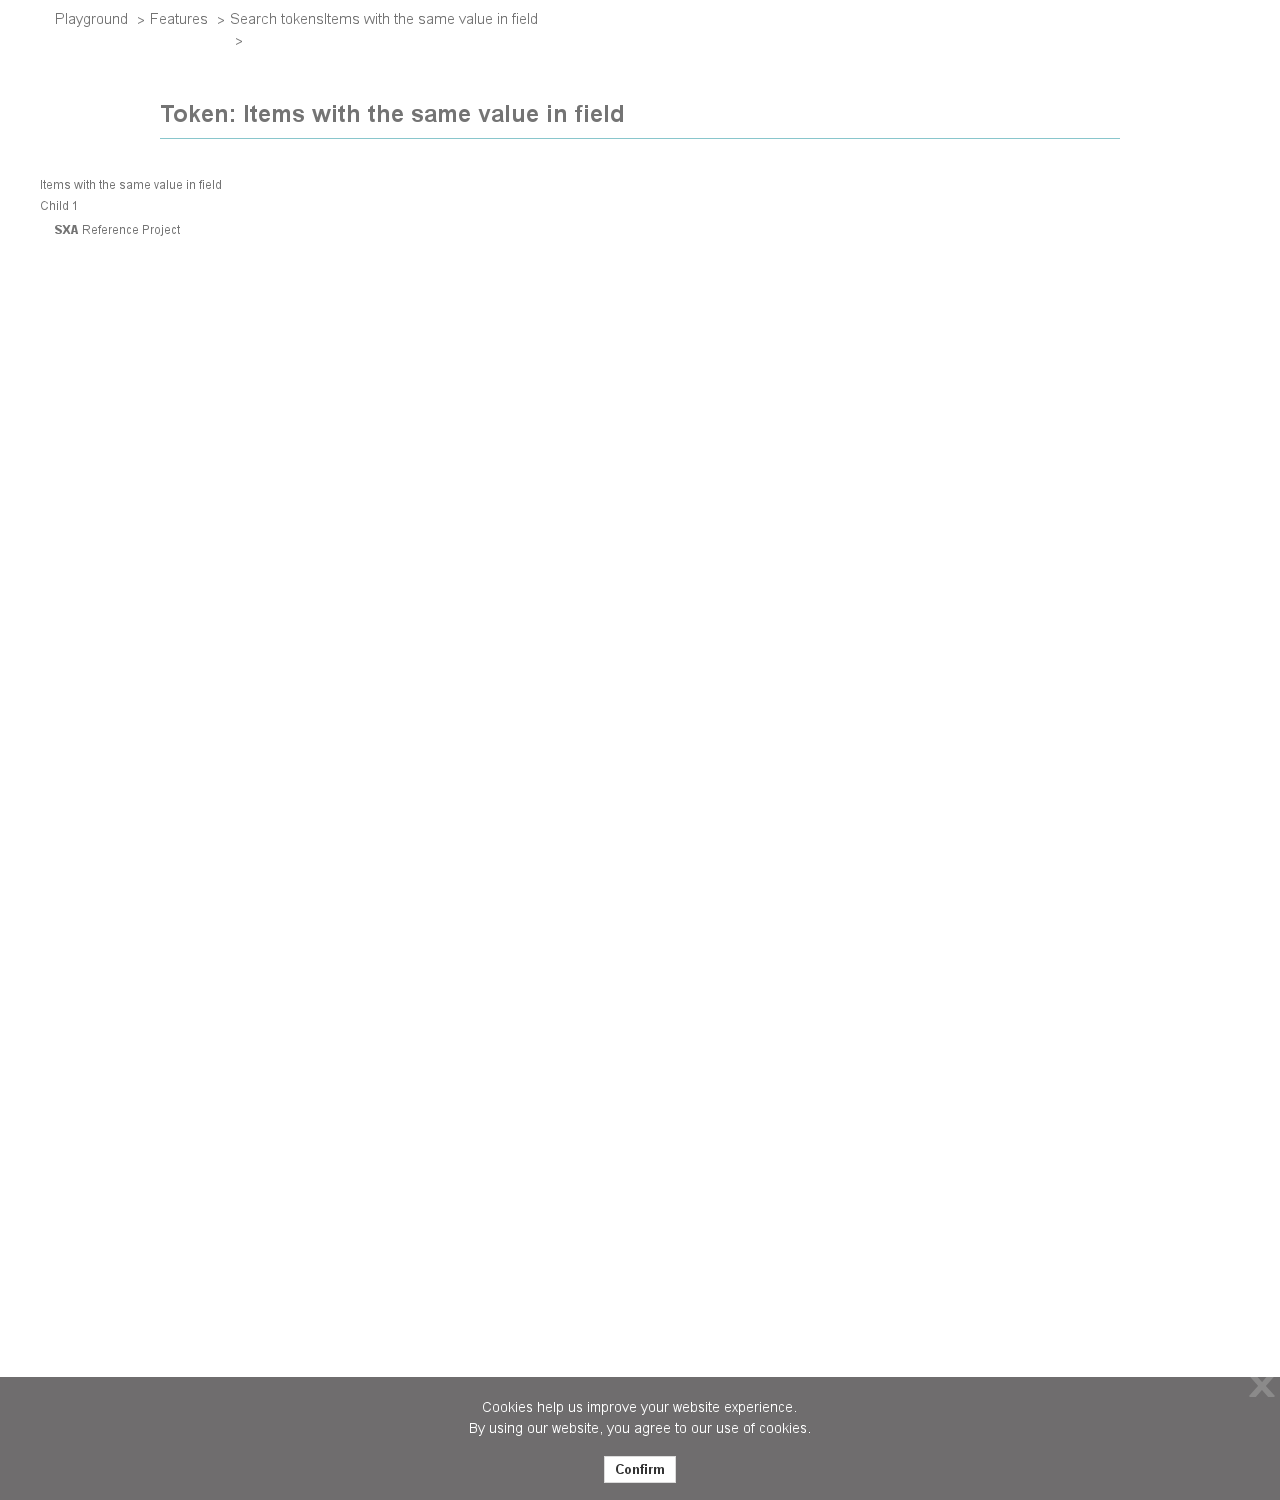 Playground > Features > Search tokensItems with the same value in field
>
Token: Items with the same value in field
Items with the same value in field
Child 1
SXA Reference Project
X
Cookies help us improve your website experience.
By using our website, you agree to our use of cookies.
Confirm